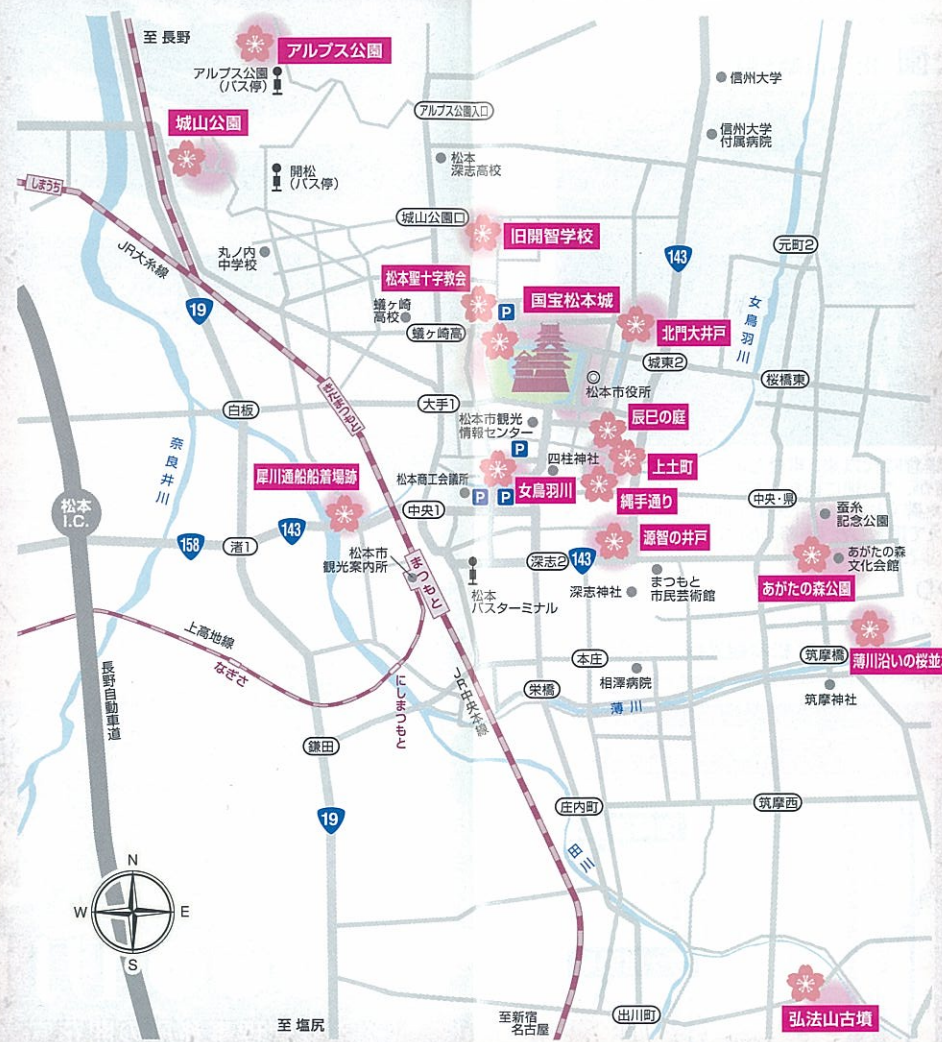 至 長野
アルプス公園
アルプス公園
(バス停)
信州大学
アルプス公園入口
城山公園
信州大学
付属病院
開松
(バス停)
松本
深志高校
しまうち
城山公園口
旧開智学校
元町2
丸ノ内
中学校
JR大糸線
143
松本聖十字教会
19
蟻ヶ崎
高校
P
国宝松本城
北門大井戸
女鳥羽川
蟻ヶ崎高
城東2
松本市役所
桜橋東
きたまつもと
白板
大手1
松本市観光
情報センター
辰巳の庭
奈良井川
P
四柱神社
上土町
犀川通船船着場跡
松本商工会議所
P
P
女鳥羽川
縄手通り
中央・県
松本
I.C.
中央1
蚕糸
記念公園
158
渚1
143
源智の井戸
松本市
観光案内所
まつもと
深志2
143
あがたの森
文化会館
松本
バスターミナル
深志神社
まつもと
市民芸術館
あがたの森公園
上高地線
なぎさ
長野自動車道
にしまつもと
JR中央本線
本庄
相澤病院
筑摩橋
薄川沿いの桜並
栄橋
薄川
筑摩神社
鎌田
19
庄内町
筑摩西
田川
N
W
E
S
弘法山古墳
至 塩尻
至新宿
名古屋
出川町